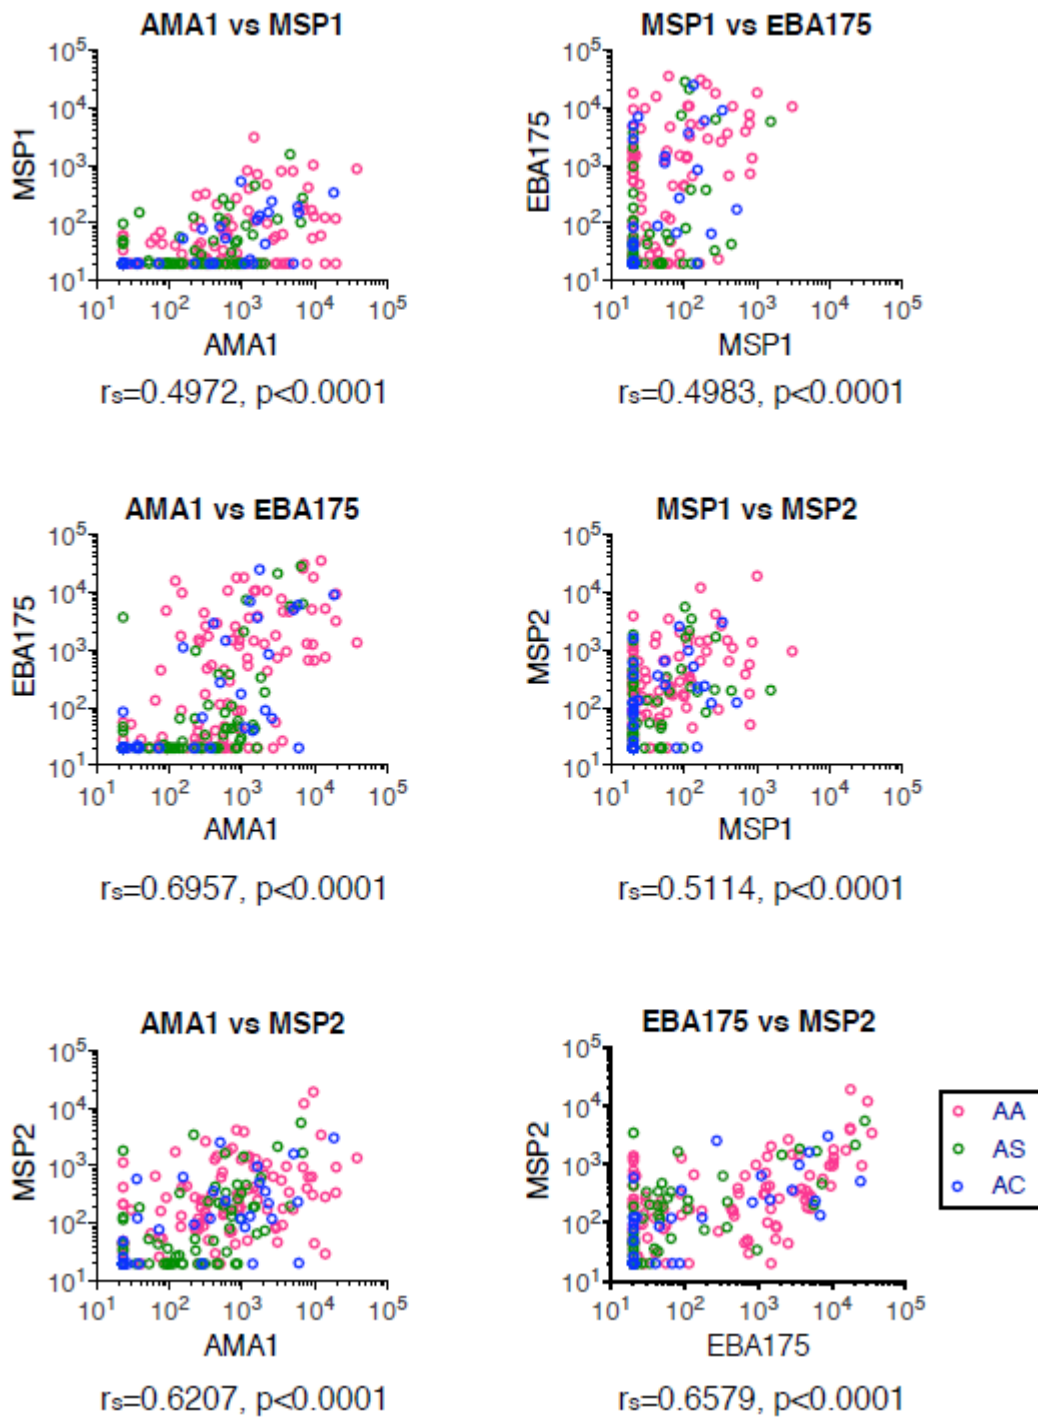 AMA1 vs MSP1
MSP1
10⁵
10⁴
10³
10²
10¹
10¹ 10² 10³ 10⁴ 10⁵
AMA1
rₛ=0.4972, p<0.0001
MSP1 vs EBA175
EBA175
10⁵
10⁴
10³
10²
10¹
10¹ 10² 10³ 10⁴ 10⁵
MSP1
rₛ=0.4983, p<0.0001
AMA1 vs EBA175
EBA175
10⁵
10⁴
10³
10²
10¹
10¹ 10² 10³ 10⁴ 10⁵
AMA1
rₛ=0.6957, p<0.0001
MSP1 vs MSP2
MSP2
10⁵
10⁴
10³
10²
10¹
10¹ 10² 10³ 10⁴ 10⁵
MSP1
rₛ=0.5114, p<0.0001
AMA1 vs MSP2
MSP2
10⁵
10⁴
10³
10²
10¹
10¹ 10² 10³ 10⁴ 10⁵
AMA1
rₛ=0.6207, p<0.0001
EBA175 vs MSP2
MSP2
10⁵
10⁴
10³
10²
10¹
10¹ 10² 10³ 10⁴ 10⁵
EBA175
rₛ=0.6579, p<0.0001
AA
AS
AC